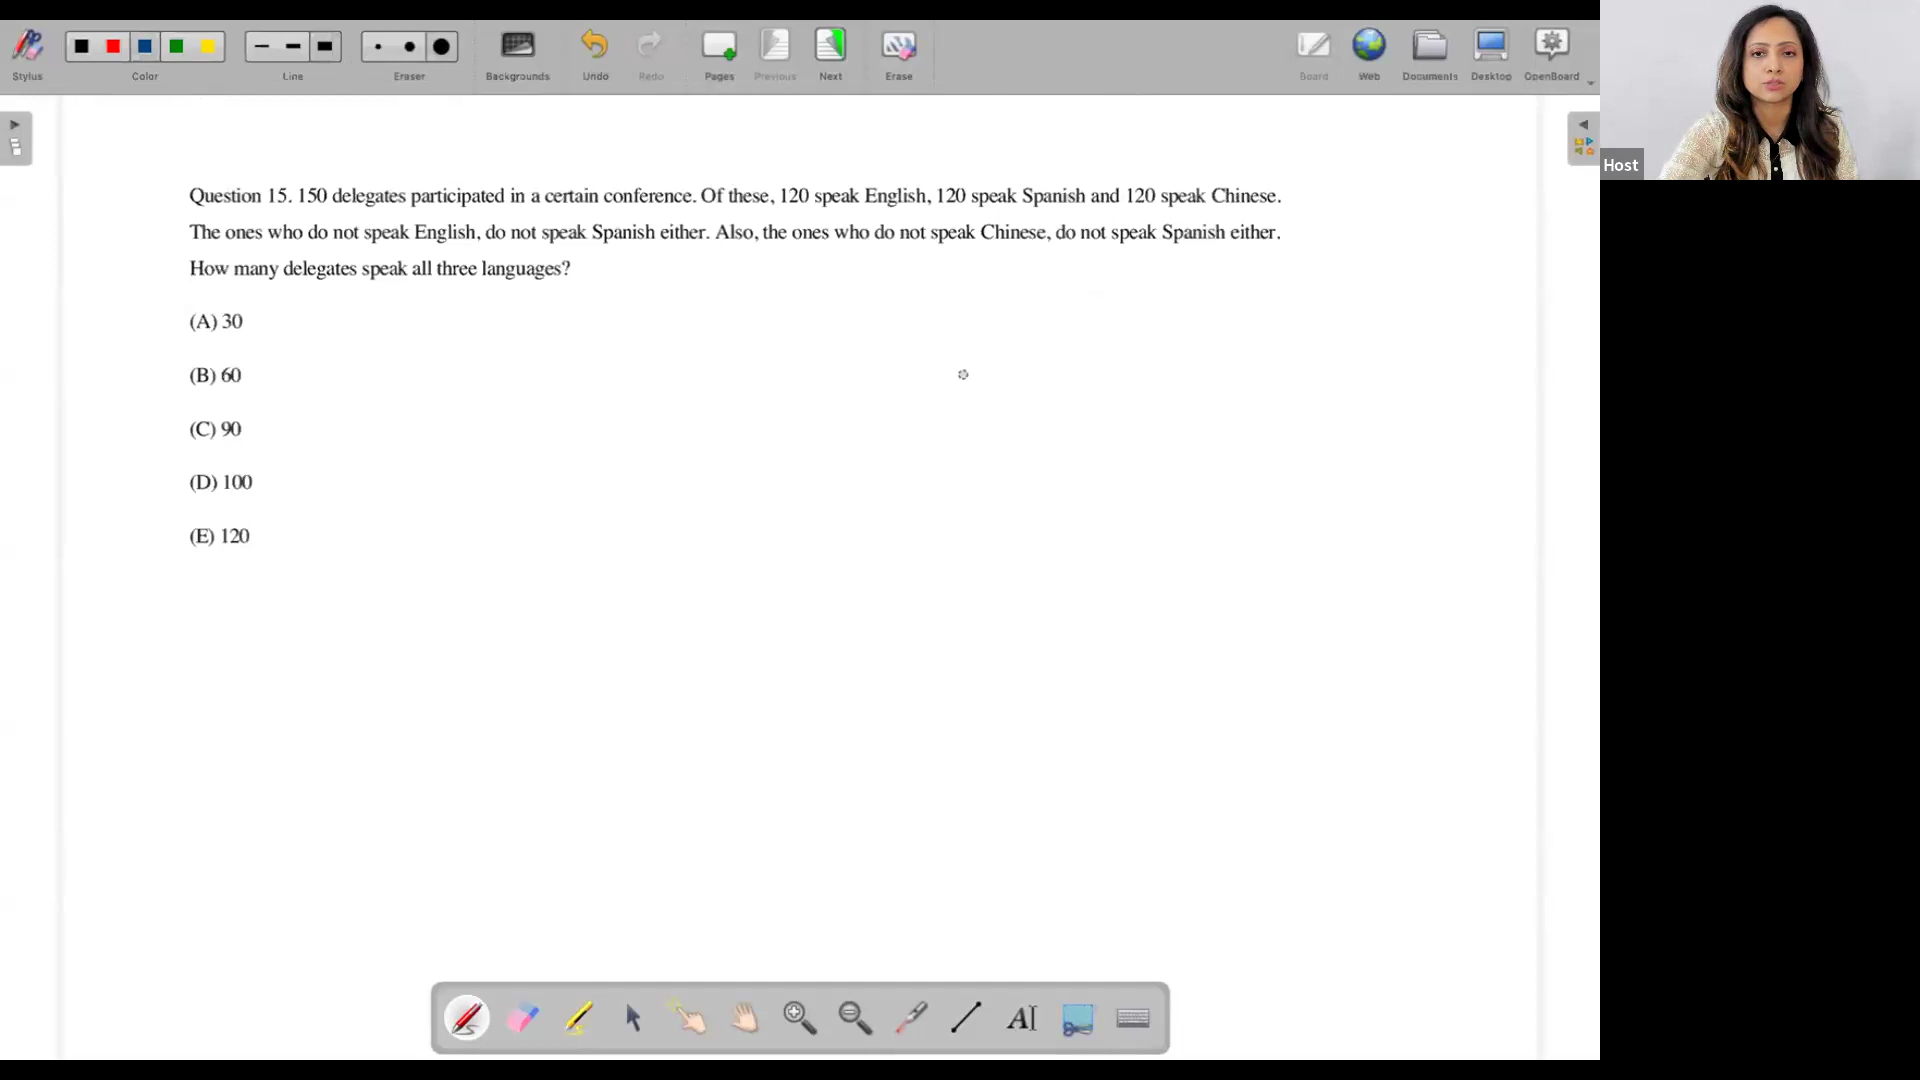 Stylus
Color
Line
Eraser
Backgrounds
Undo
Redo
Pages
Previous
Next
Erase
Board
Web
Documents
Desktop
OpenBoard
Host
Question 15. 150 delegates participated in a certain conference. Of these, 120 speak English, 120 speak Spanish and 120 speak Chinese.
The ones who do not speak English, do not speak Spanish either. Also, the ones who do not speak Chinese, do not speak Spanish either.
How many delegates speak all three languages?
(A) 30
(B) 60
(C) 90
(D) 100
(E) 120
AI